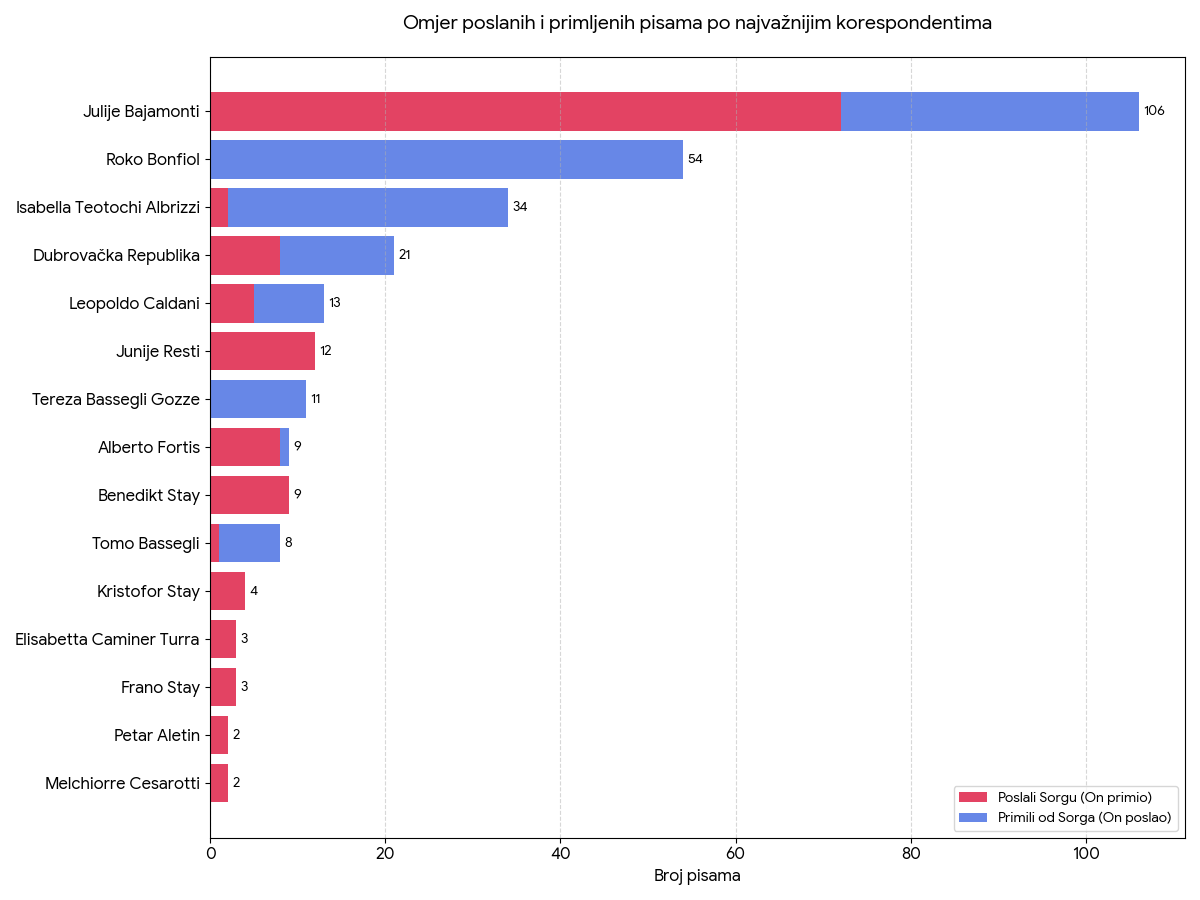 Omjer poslanih i primljenih pisama po najvažnijim korespondentima
Julije Bajamonti 106
Roko Bonfiol 54
Isabella Teotochi Albrizzi 34
Dubrovačka Republika 21
Leopoldo Caldani 13
Junije Resti 12
Tereza Bassegli Gozze 11
Alberto Fortis 9
Benedikt Stay 9
Tomo Bassegli 8
Kristofor Stay 4
Elisabetta Caminer Turra 3
Frano Stay 3
Petar Aletin 2
Melchiorre Cesarotti 2
Poslali Sorgu (On primio)
Primili od Sorga (On poslao)
0 20 40 60 80 100
Broj pisama